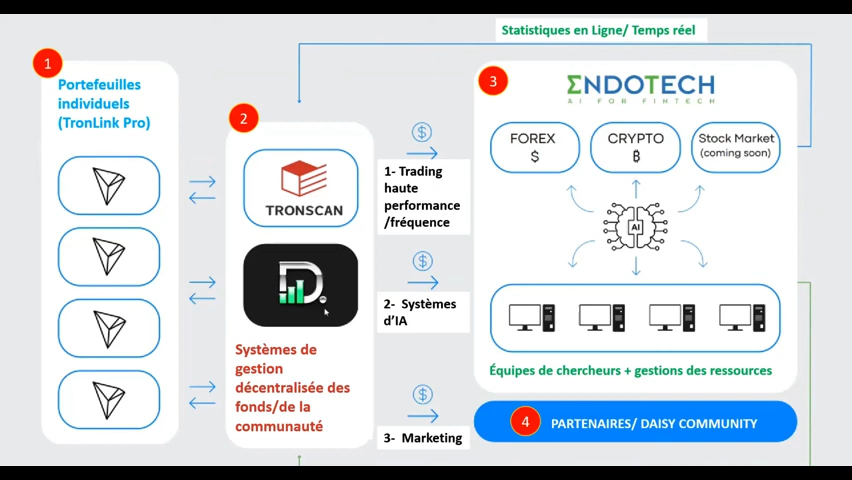 Statistiques en Ligne/ Temps réel
1
Portefeuilles
individuels
(TronLink Pro)
2
TRONSCAN
D
Systèmes de
gestion
décentralisée des
fonds/de la
communauté
$
1- Trading
haute
performance
/fréquence
$
2- Systèmes
d'IA
$
3- Marketing
3
ΣNDOTECH
AI FOR FINTECH
FOREX
$
CRYPTO
₿
Stock Market
(coming soon)
AI
Équipes de chercheurs + gestions des ressources
4
PARTENAIRES/ DAISY COMMUNITY